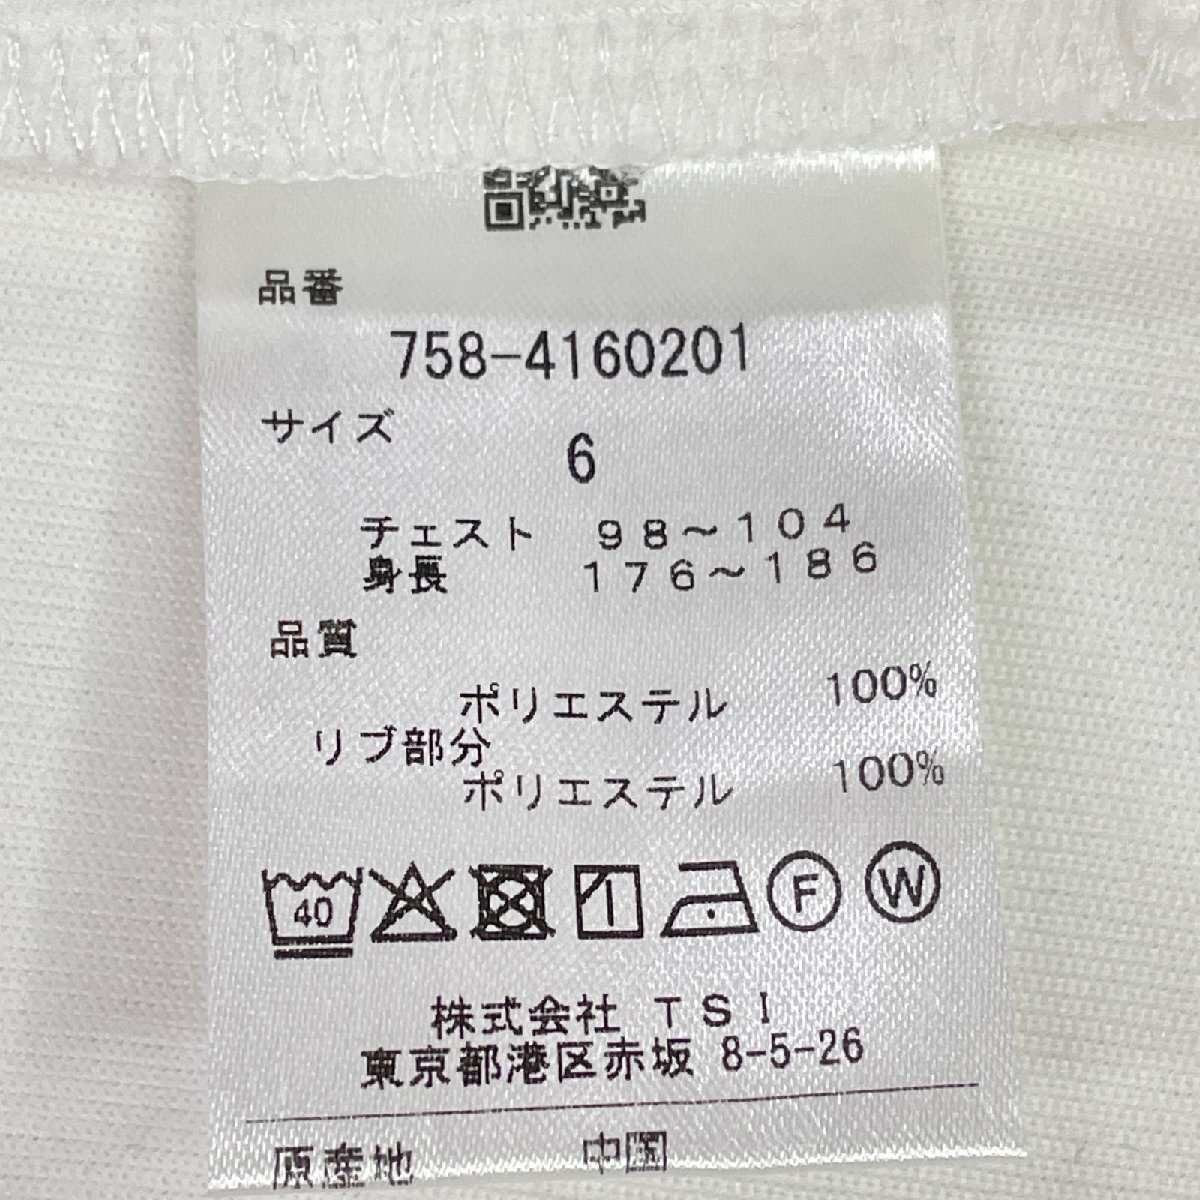 品番
758-4160201
サイズ
6
チェスト 98～104
身長 176～186
品質
ポリエステル 100%
リブ部分
ポリエステル 100%
40 F W
株式会社 TSI
東京都港区赤坂 8-5-26
原産地 中国